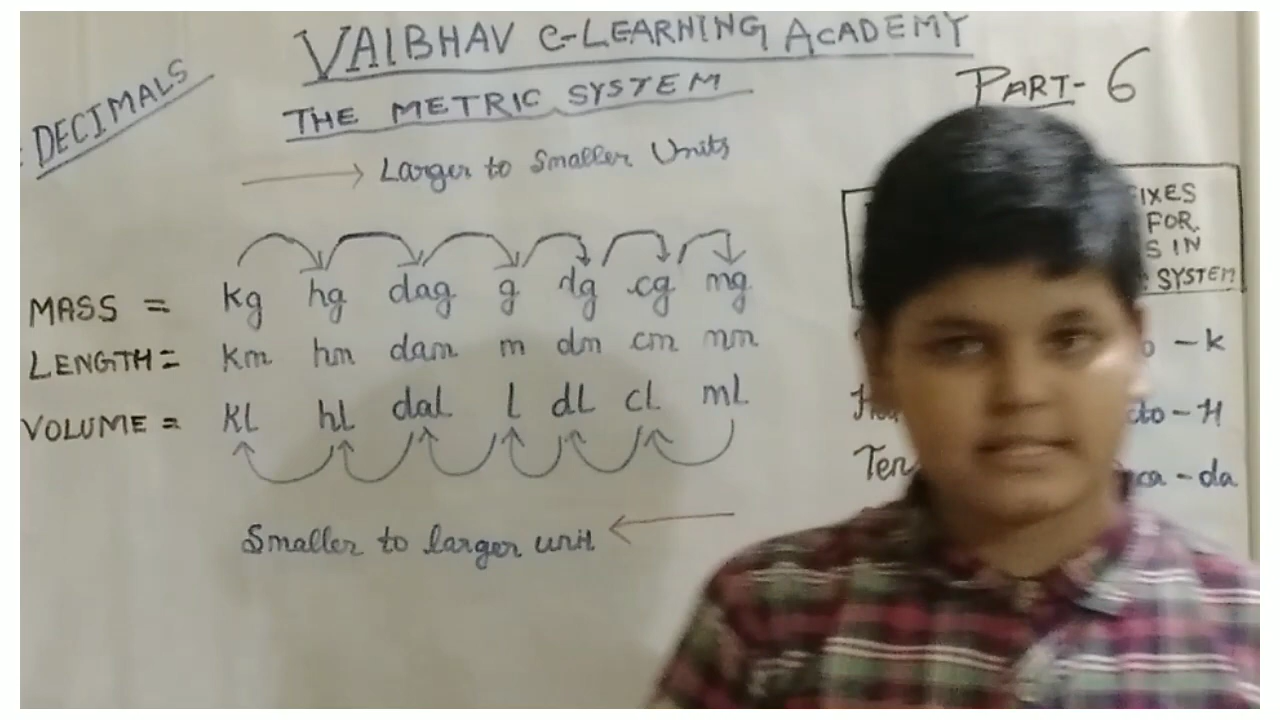 VAIBHAV e-LEARNING ACADEMY
: DECIMALS
THE METRIC SYSTEM
PART- 6
→ Larger to Smaller Units
MASS = kg hg dag g dg cg mg
LENGTH = km hm dam m dm cm mm
VOLUME = Kl hl dal l dL cL mL
Smaller to larger unit ←
FOR
IN
SYSTEM
- K
- H
Ten - da